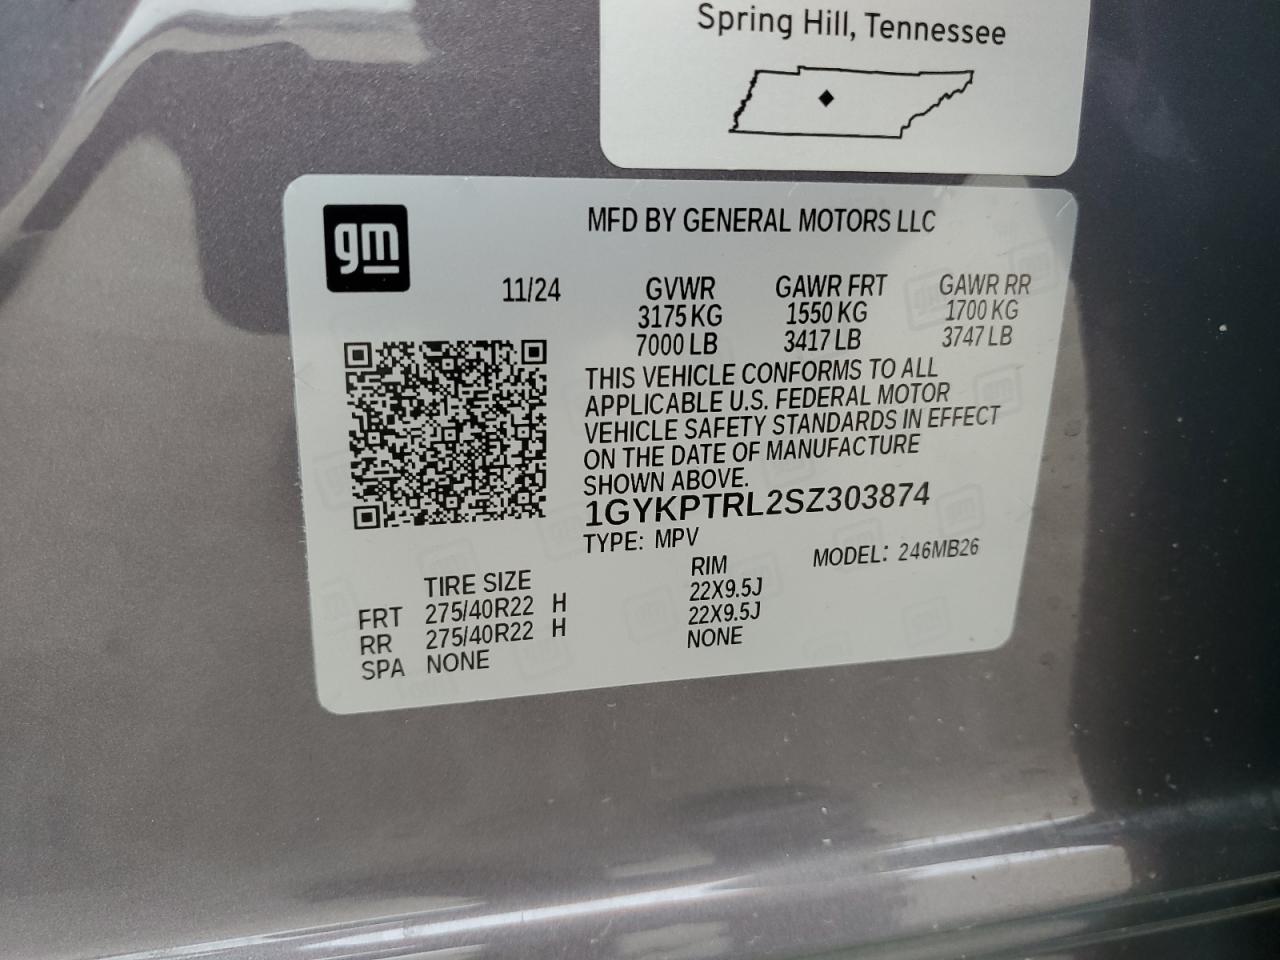 Spring Hill, Tennessee
gm
MFD BY GENERAL MOTORS LLC
11/24 GVWR GAWR FRT GAWR RR
3175 KG 1550 KG 1700 KG
7000 LB 3417 LB 3747 LB
THIS VEHICLE CONFORMS TO ALL
APPLICABLE U.S. FEDERAL MOTOR
VEHICLE SAFETY STANDARDS IN EFFECT
ON THE DATE OF MANUFACTURE
SHOWN ABOVE.
1GYKPTRL2SZ303874
TYPE: MPV MODEL: 246MB26
TIRE SIZE RIM
FRT 275/40R22 H 22X9.5J
RR 275/40R22 H 22X9.5J
SPA NONE NONE